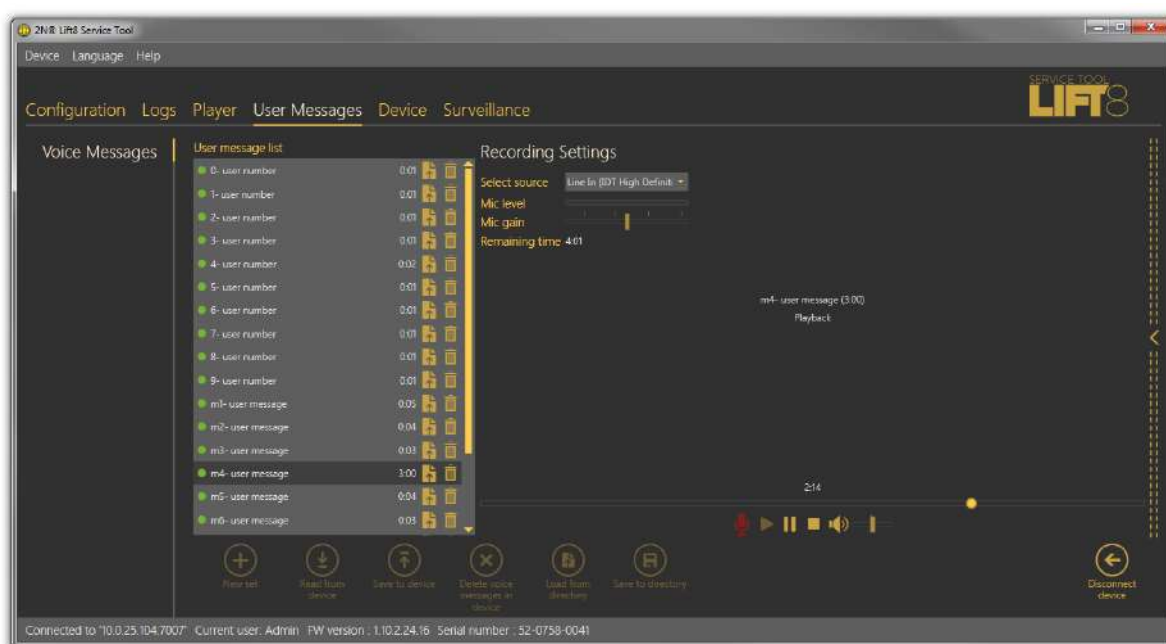 2N® Lift8 Service Tool
Device Language Help
SERVICE TOOL
LIFT8
Configuration Logs Player User Messages Device Surveillance
Voice Messages
User message list
0- user number 0:01
1- user number 0:01
2- user number 0:01
3- user number 0:01
4- user number 0:02
5- user number 0:01
6- user number 0:01
7- user number 0:01
8- user number 0:01
9- user number 0:01
m1- user message 0:05
m2- user message 0:04
m3- user message 0:03
m4- user message 3:00
m5- user message 0:04
m6- user message 0:03
Recording Settings
Select source Line In (IDT High Definiti
Mic level
Mic gain
Remaining time 4:01
m4- user message (3:00)
Playback
2:14
New set
Read from device
Save to device
Delete voice messages in device
Load from directory
Save to directory
Disconnect device
Connected to "10.0.25.104:7007" Current user: Admin FW version : 1.10.2.24.16 Serial number : 52-0758-0041